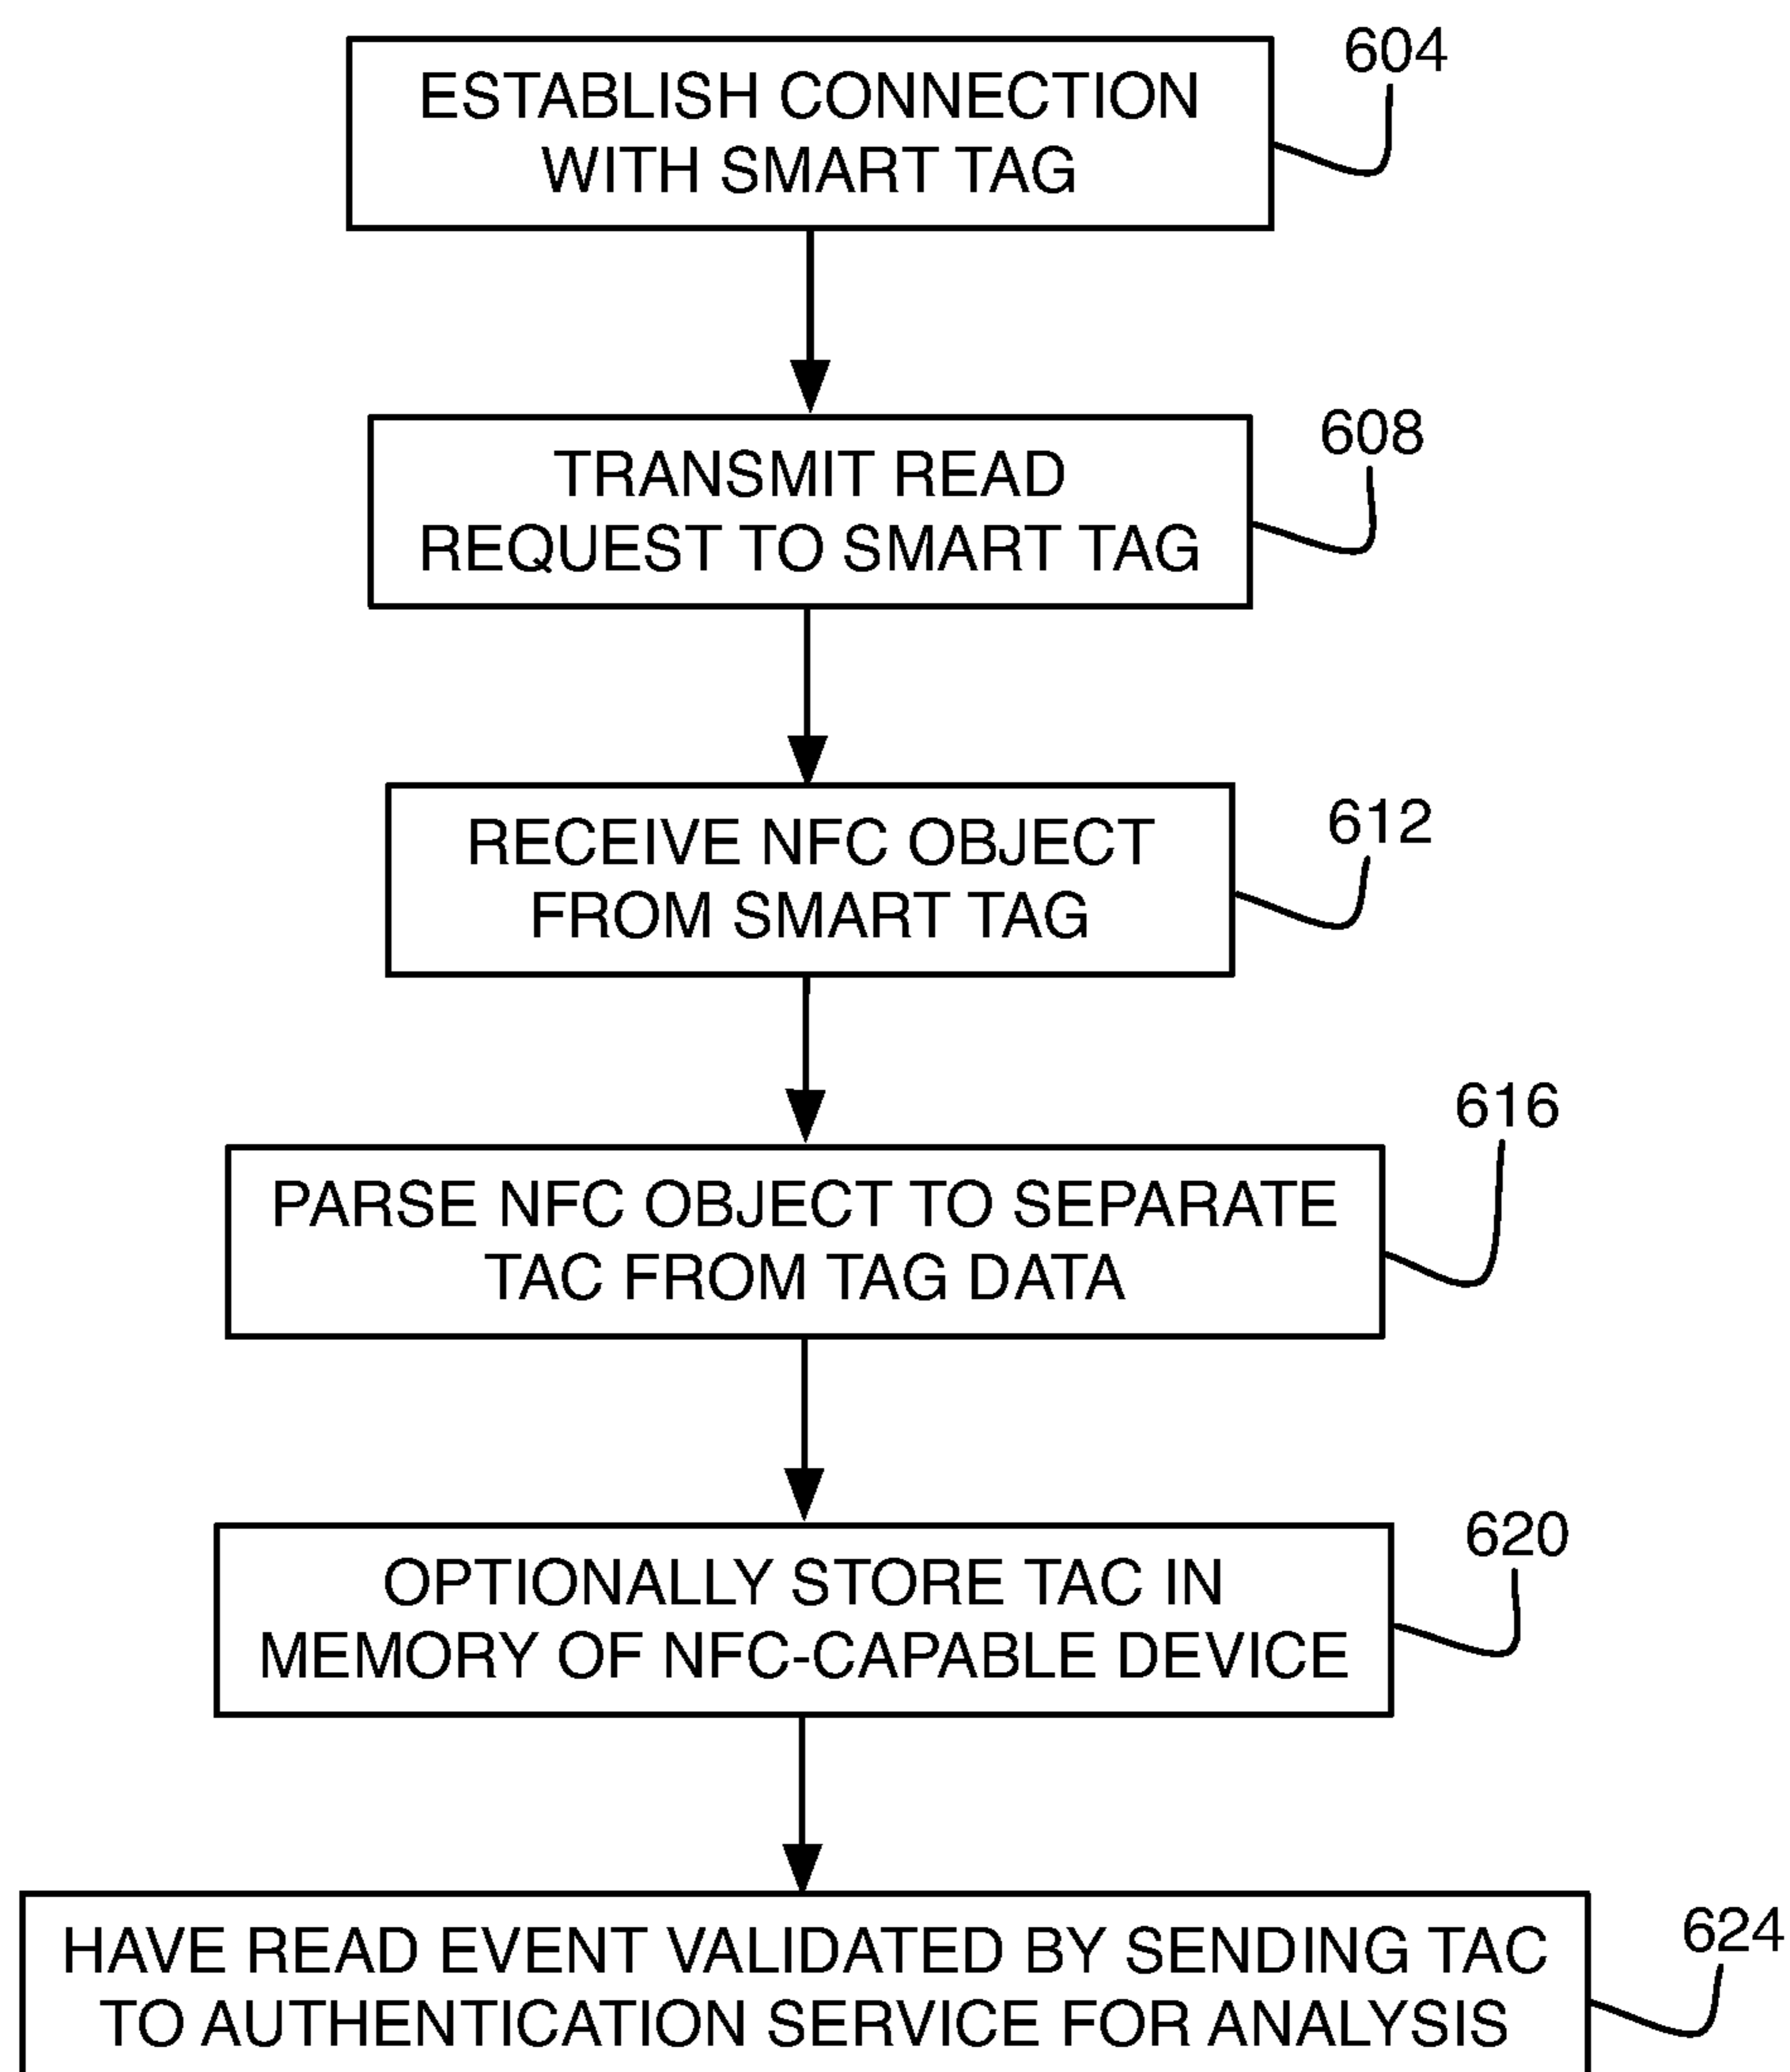 ESTABLISH CONNECTION
WITH SMART TAG
604
TRANSMIT READ
REQUEST TO SMART TAG
608
RECEIVE NFC OBJECT
FROM SMART TAG
612
PARSE NFC OBJECT TO SEPARATE
TAC FROM TAG DATA
616
OPTIONALLY STORE TAC IN
MEMORY OF NFC-CAPABLE DEVICE
620
HAVE READ EVENT VALIDATED BY SENDING TAC
TO AUTHENTICATION SERVICE FOR ANALYSIS
624